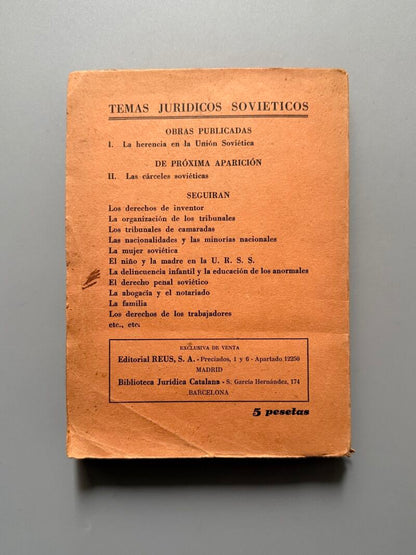 TEMAS JURIDICOS SOVIETICOS
OBRAS PUBLICADAS
I. La herencia en la Unión Soviética
DE PRÓXIMA APARICIÓN
II. Las cárceles soviéticas
SEGUIRAN
Los derechos de inventor
La organización de los tribunales
Los tribunales de camaradas
Las nacionalidades y las minorías nacionales
La mujer soviética
El niño y la madre en la U. R. S. S.
La delincuencia infantil y la educación de los anormales
El derecho penal soviético
La abogacía y el notariado
La familia
Los derechos de los trabajadores
etc., etc.
EXCLUSIVA DE VENTA
Editorial REUS, S. A. - Preciados, 1 y 6 - Apartado 12250
MADRID
Biblioteca Jurídica Catalana - S. García Hernández, 174
BARCELONA
5 pesetas